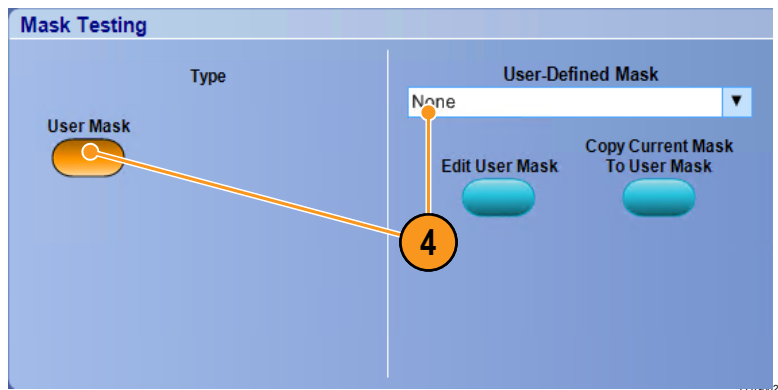 Mask Testing
Type
User-Defined Mask
None
User Mask
Edit User Mask
Copy Current Mask
To User Mask
4